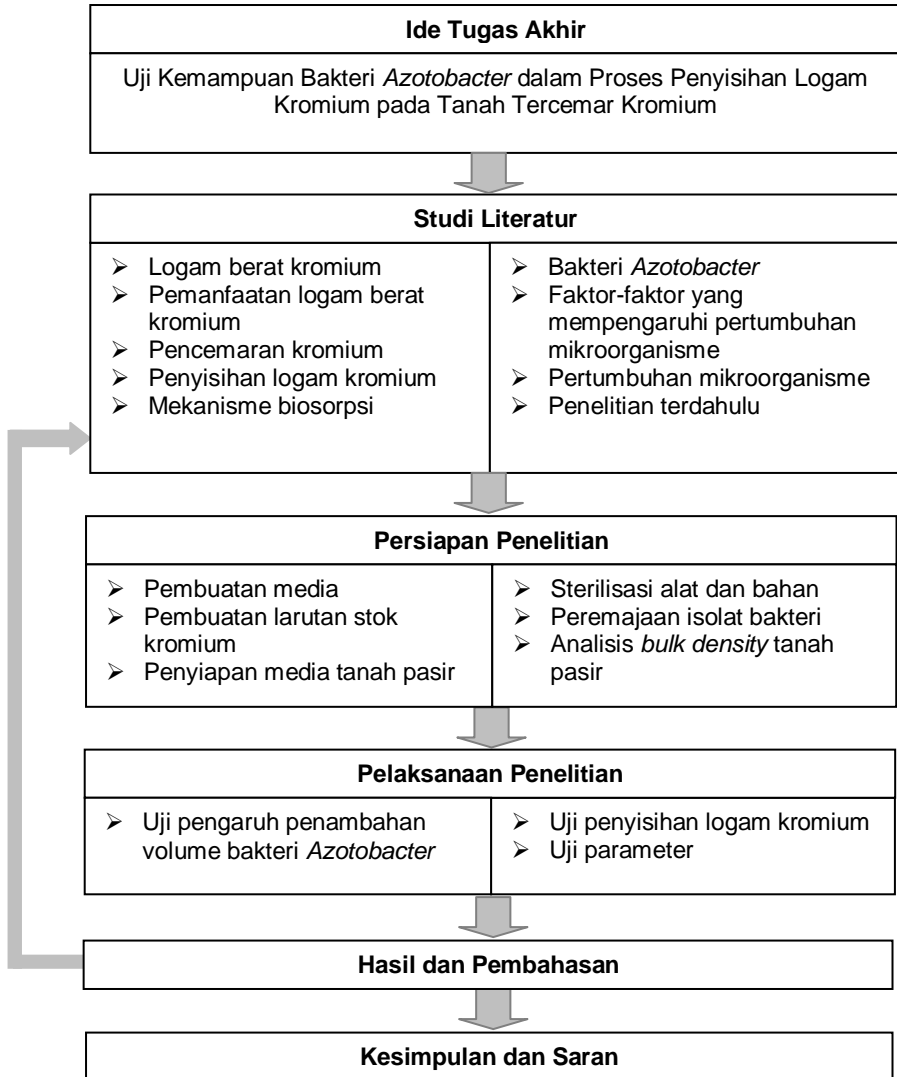 Ide Tugas Akhir
Uji Kemampuan Bakteri Azotobacter dalam Proses Penyisihan Logam
Kromium pada Tanah Tercemar Kromium
Studi Literatur
➢ Logam berat kromium
➢ Pemanfaatan logam berat
kromium
➢ Pencemaran kromium
➢ Penyisihan logam kromium
➢ Mekanisme biosorpsi
➢ Bakteri Azotobacter
➢ Faktor-faktor yang
mempengaruhi pertumbuhan
mikroorganisme
➢ Pertumbuhan mikroorganisme
➢ Penelitian terdahulu
Persiapan Penelitian
➢ Pembuatan media
➢ Pembuatan larutan stok
kromium
➢ Penyiapan media tanah pasir
➢ Sterilisasi alat dan bahan
➢ Peremajaan isolat bakteri
➢ Analisis bulk density tanah
pasir
Pelaksanaan Penelitian
➢ Uji pengaruh penambahan
volume bakteri Azotobacter
➢ Uji penyisihan logam kromium
➢ Uji parameter
Hasil dan Pembahasan
Kesimpulan dan Saran